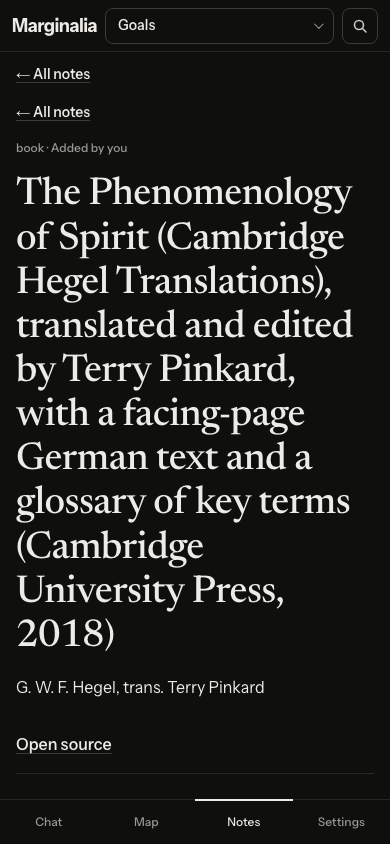 Marginalia
Goals
← All notes
← All notes
book · Added by you
The Phenomenology
of Spirit (Cambridge
Hegel Translations),
translated and edited
by Terry Pinkard,
with a facing-page
German text and a
glossary of key terms
(Cambridge
University Press,
2018)
G. W. F. Hegel, trans. Terry Pinkard
Open source
Chat
Map
Notes
Settings